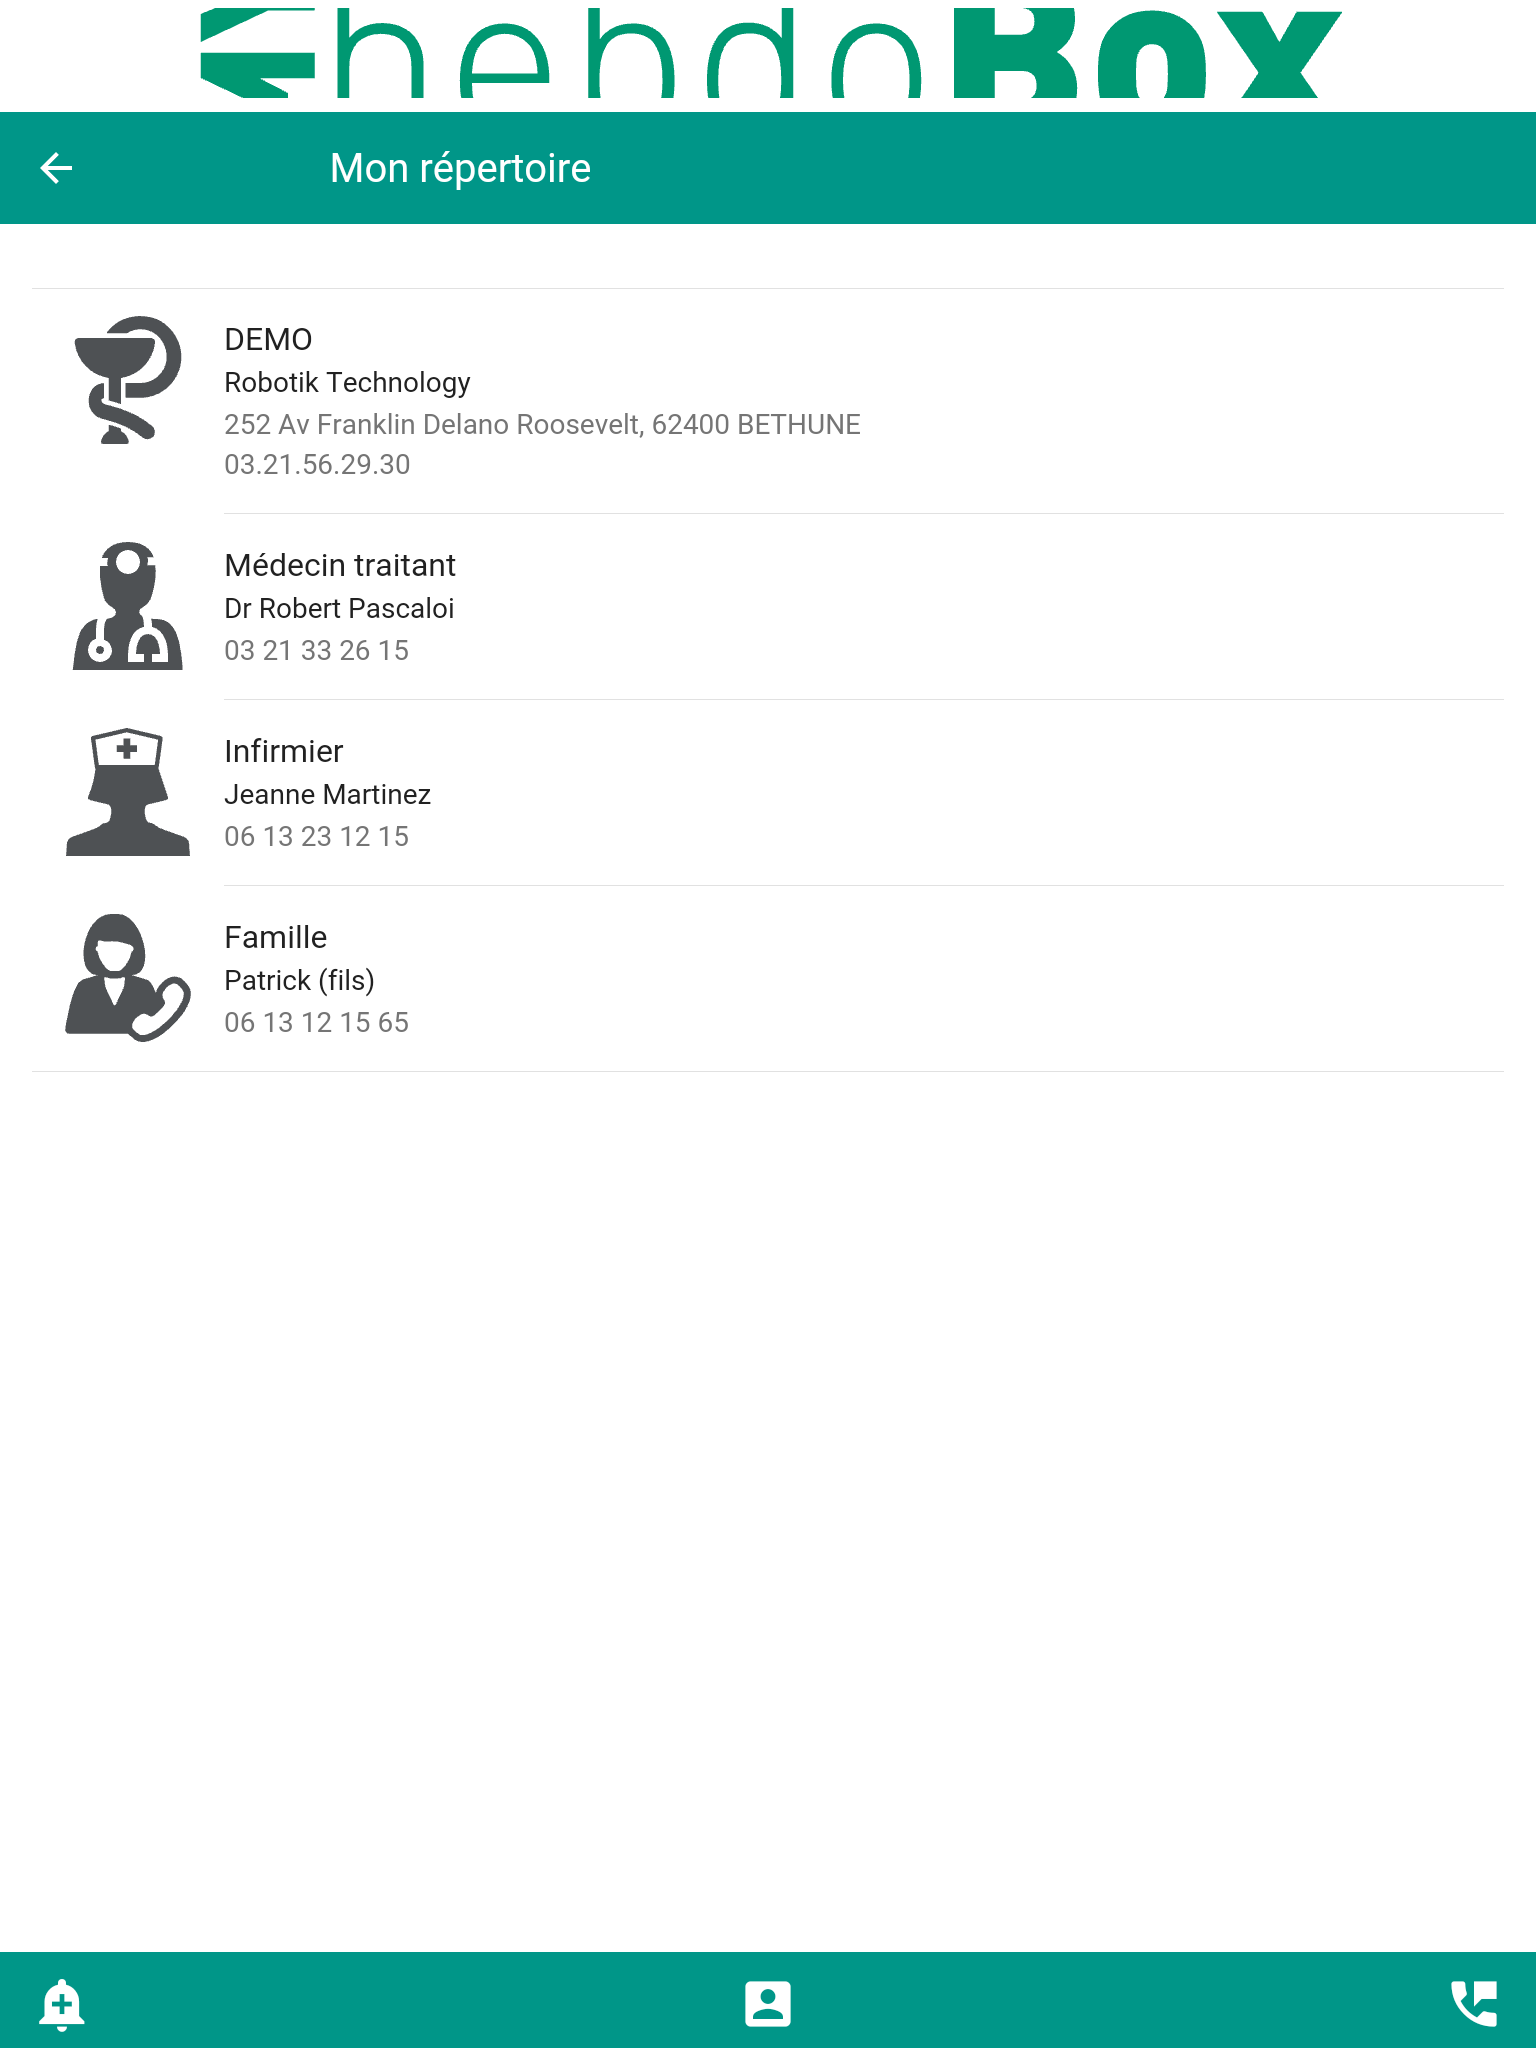 hebdoBox
Mon répertoire
DEMO
Robotik Technology
252 Av Franklin Delano Roosevelt, 62400 BETHUNE
03.21.56.29.30
Médecin traitant
Dr Robert Pascaloi
03 21 33 26 15
Infirmier
Jeanne Martinez
06 13 23 12 15
Famille
Patrick (fils)
06 13 12 15 65